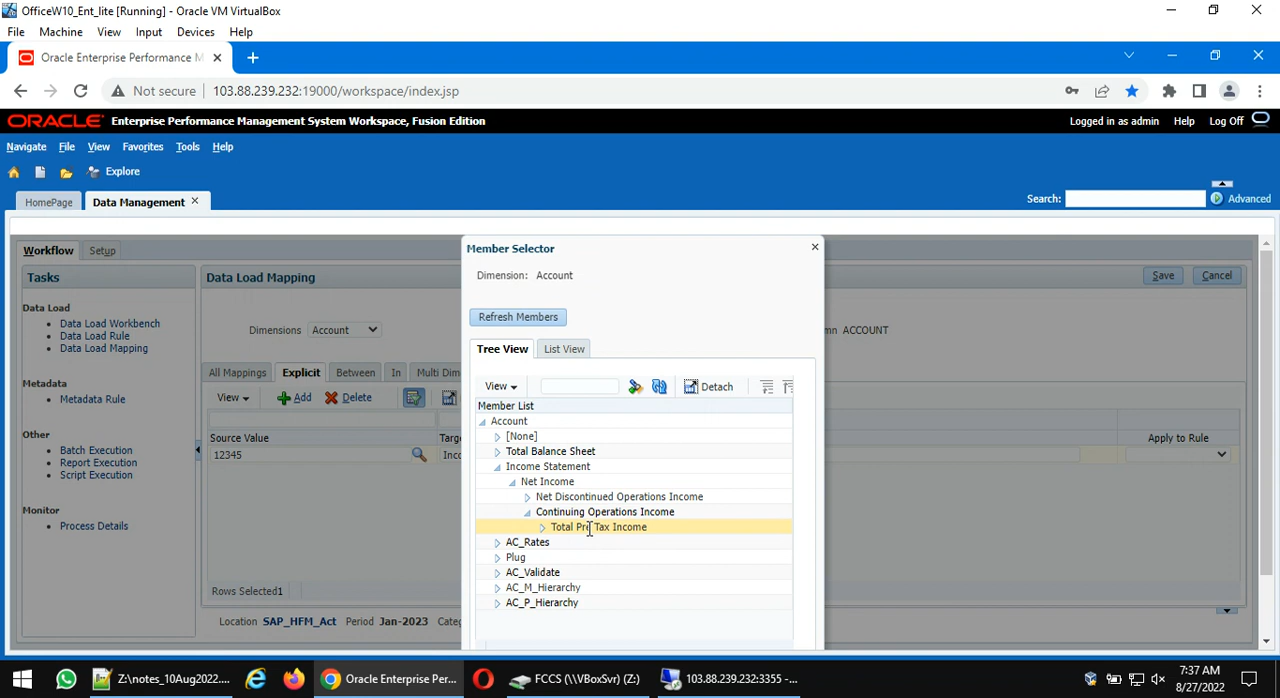 OfficeW10_Ent_lite [Running] - Oracle VM VirtualBox
File Machine View Input Devices Help
Oracle Enterprise Performance M
Not secure 103.88.239.232:19000/workspace/index.jsp
ORACLE Enterprise Performance Management System Workspace, Fusion Edition
Logged in as admin Help Log Off
Navigate File View Favorites Tools Help
Explore
HomePage Data Management
Search: Advanced
Workflow Setup
Tasks
Data Load
Data Load Workbench
Data Load Rule
Data Load Mapping
Metadata
Metadata Rule
Other
Batch Execution
Report Execution
Script Execution
Monitor
Process Details
Data Load Mapping
Save Cancel
Dimensions Account
ACCOUNT
All Mappings Explicit Between In Multi Dim
View Add Delete
Source Value
Apply to Rule
12345
Rows Selected1
Location SAP_HFM_Act Period Jan-2023
Member Selector
Dimension: Account
Refresh Members
Tree View List View
View Detach
Member List
Account
[None]
Total Balance Sheet
Income Statement
Net Income
Net Discontinued Operations Income
Continuing Operations Income
Total Pre Tax Income
AC_Rates
Plug
AC_Validate
AC_M_Hierarchy
AC_P_Hierarchy
Z:\notes_10Aug2022....
Oracle Enterprise Per...
FCCS (\\VBoxSvr) (Z:)
103.88.239.232:3355 -...
7:37 AM
8/27/2022